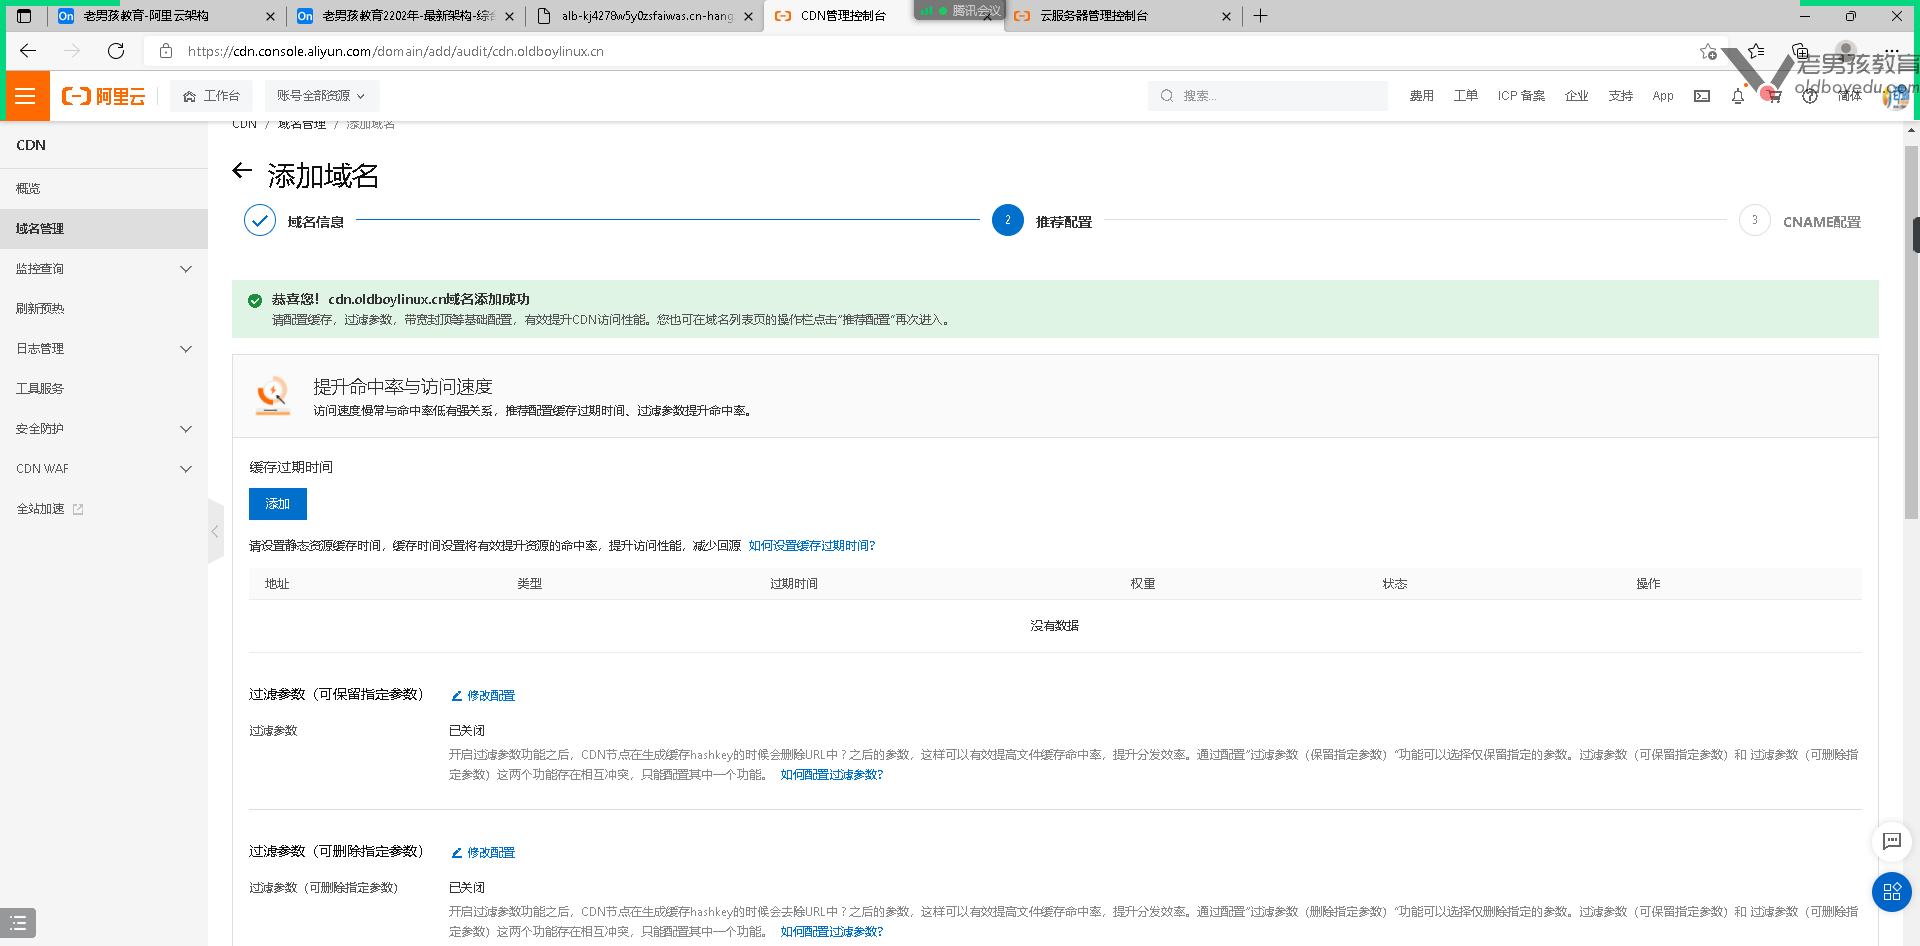 老男孩教育-阿里云架构
老男孩教育2202年-最新架构-综合
alb-kj4278w5y0zsfaiwas.cn-hang
CDN管理控制台
腾讯会议
云服务器管理控制台
https://cdn.console.aliyun.com/domain/add/audit/cdn.oldboylinux.cn
老男孩教育
oldboyedu.com
阿里云
工作台
账号全部资源
搜索...
费用
工单
ICP 备案
企业
支持
App
简体
CDN
概览
域名管理
监控查询
刷新预热
日志管理
工具服务
安全防护
CDN WAF
全站加速
CDN / 域名管理 / 添加域名
添加域名
域名信息
2
推荐配置
3
CNAME配置
恭喜您！cdn.oldboylinux.cn域名添加成功
请配置缓存，过滤参数，带宽封顶等基础配置，有效提升CDN访问性能。您也可在域名列表页的操作栏点击“推荐配置”再次进入。
提升命中率与访问速度
访问速度慢常与命中率低有强关系，推荐配置缓存过期时间、过滤参数提升命中率。
缓存过期时间
添加
请设置静态资源缓存时间，缓存时间设置将有效提升资源的命中率，提升访问性能，减少回源 如何设置缓存过期时间?
地址 类型 过期时间 权重 状态 操作
没有数据
过滤参数（可保留指定参数） 修改配置
过滤参数 已关闭
开启过滤参数功能之后，CDN节点在生成缓存hashkey的时候会删除URL中？之后的参数，这样可以有效提高文件缓存命中率，提升分发效率。通过配置“过滤参数（保留指定参数）”功能可以选择仅保留指定的参数。过滤参数（可保留指定参数）和 过滤参数（可删除指
定参数）这两个功能存在相互冲突，只能配置其中一个功能。 如何配置过滤参数?
过滤参数（可删除指定参数） 修改配置
过滤参数（可删除指定参数） 已关闭
开启过滤参数功能之后，CDN节点在生成缓存hashkey的时候会去除URL中？之后的参数，这样可以有效提高文件缓存命中率，提升分发效率。通过配置“过滤参数（删除指定参数）”功能可以选择仅删除指定的参数。过滤参数（可保留指定参数）和 过滤参数（可删除指
定参数）这两个功能存在相互冲突，只能配置其中一个功能。 如何配置过滤参数?